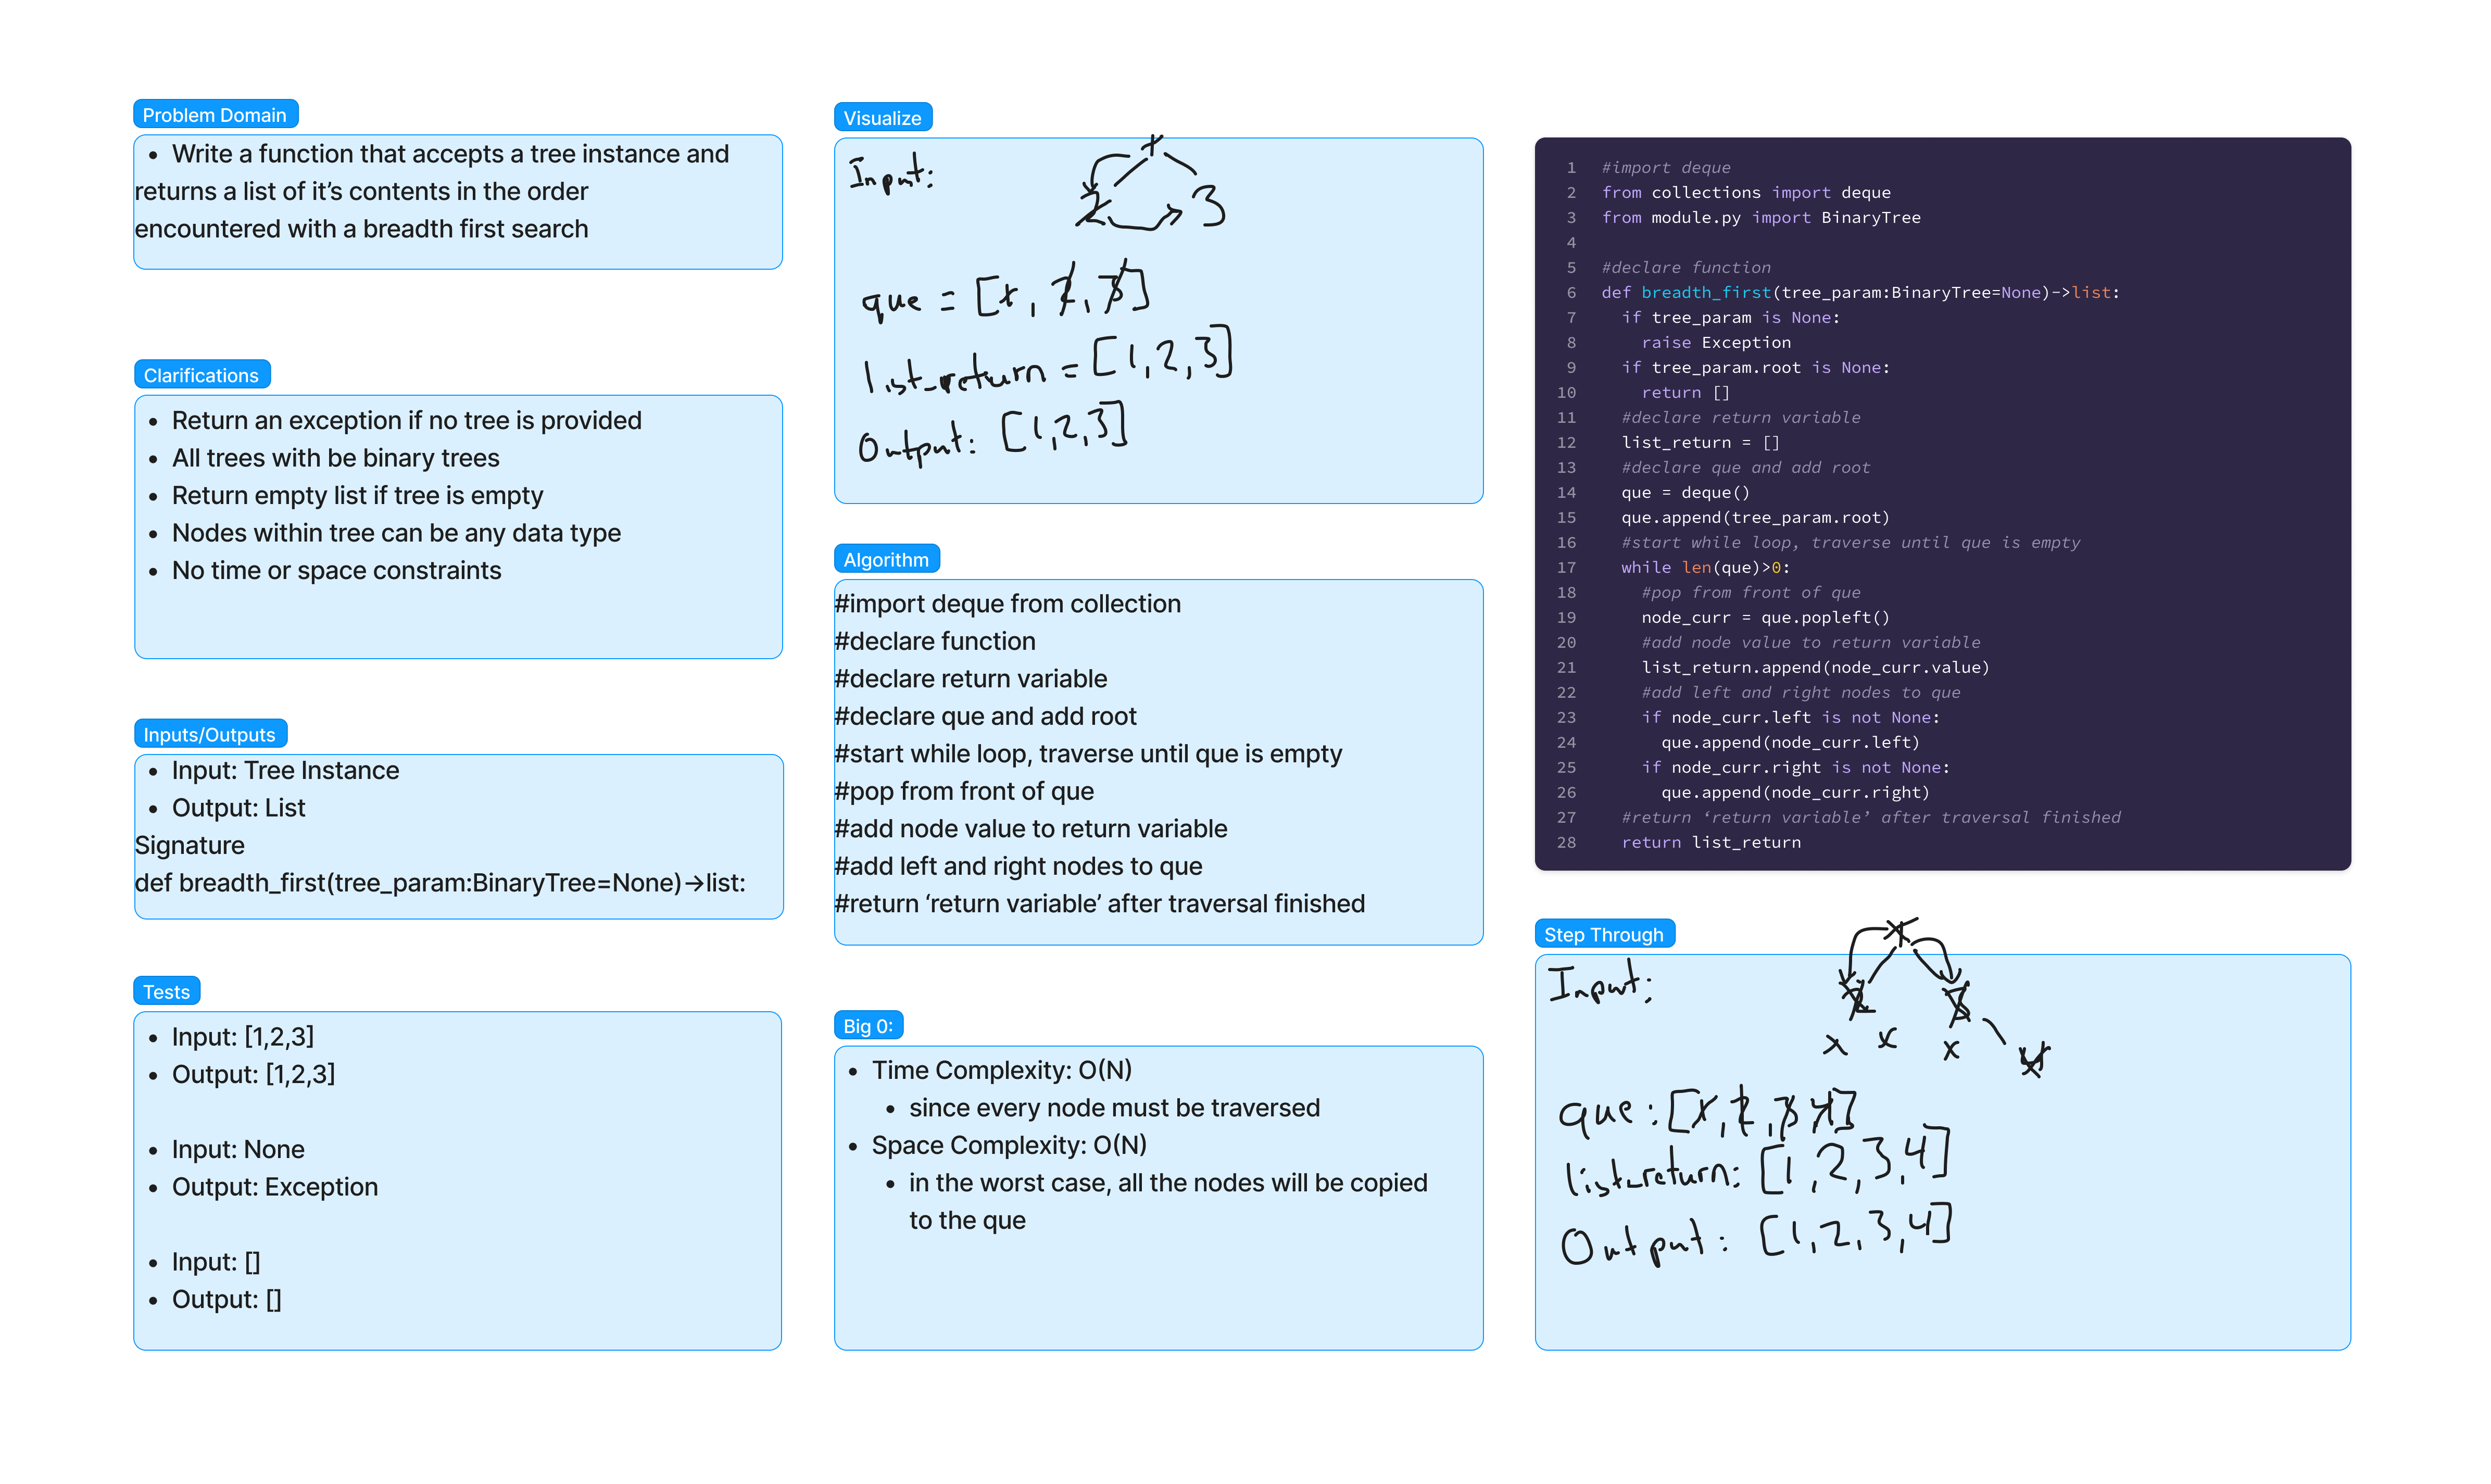 Problem Domain
• Write a function that accepts a tree instance and
returns a list of it’s contents in the order
encountered with a breadth first search
Clarifications
• Return an exception if no tree is provided
• All trees with be binary trees
• Return empty list if tree is empty
• Nodes within tree can be any data type
• No time or space constraints
Inputs/Outputs
• Input: Tree Instance
• Output: List
Signature
def breadth_first(tree_param:BinaryTree=None)→list:
Tests
• Input: [1,2,3]
• Output: [1,2,3]
• Input: None
• Output: Exception
• Input: []
• Output: []
Visualize
Input:
1
2 3
que = [1, 2, 3]
list_return = [1,2,3]
Output: [1,2,3]
Algorithm
#import deque from collection
#declare function
#declare return variable
#declare que and add root
#start while loop, traverse until que is empty
#pop from front of que
#add node value to return variable
#add left and right nodes to que
#return ‘return variable’ after traversal finished
Big 0:
• Time Complexity: O(N)
• since every node must be traversed
• Space Complexity: O(N)
• in the worst case, all the nodes will be copied
to the que
1 #import deque
2 from collections import deque
3 from module.py import BinaryTree
4
5 #declare function
6 def breadth_first(tree_param:BinaryTree=None)->list:
7 if tree_param is None:
8 raise Exception
9 if tree_param.root is None:
10 return []
11 #declare return variable
12 list_return = []
13 #declare que and add root
14 que = deque()
15 que.append(tree_param.root)
16 #start while loop, traverse until que is empty
17 while len(que)>0:
18 #pop from front of que
19 node_curr = que.popleft()
20 #add node value to return variable
21 list_return.append(node_curr.value)
22 #add left and right nodes to que
23 if node_curr.left is not None:
24 que.append(node_curr.left)
25 if node_curr.right is not None:
26 que.append(node_curr.right)
27 #return ‘return variable’ after traversal finished
28 return list_return
Step Through
Input:
1
2 3
x x x 4
que: [1, 2, 3 4]
list_return: [1, 2, 3, 4]
Output: [1, 2, 3, 4]